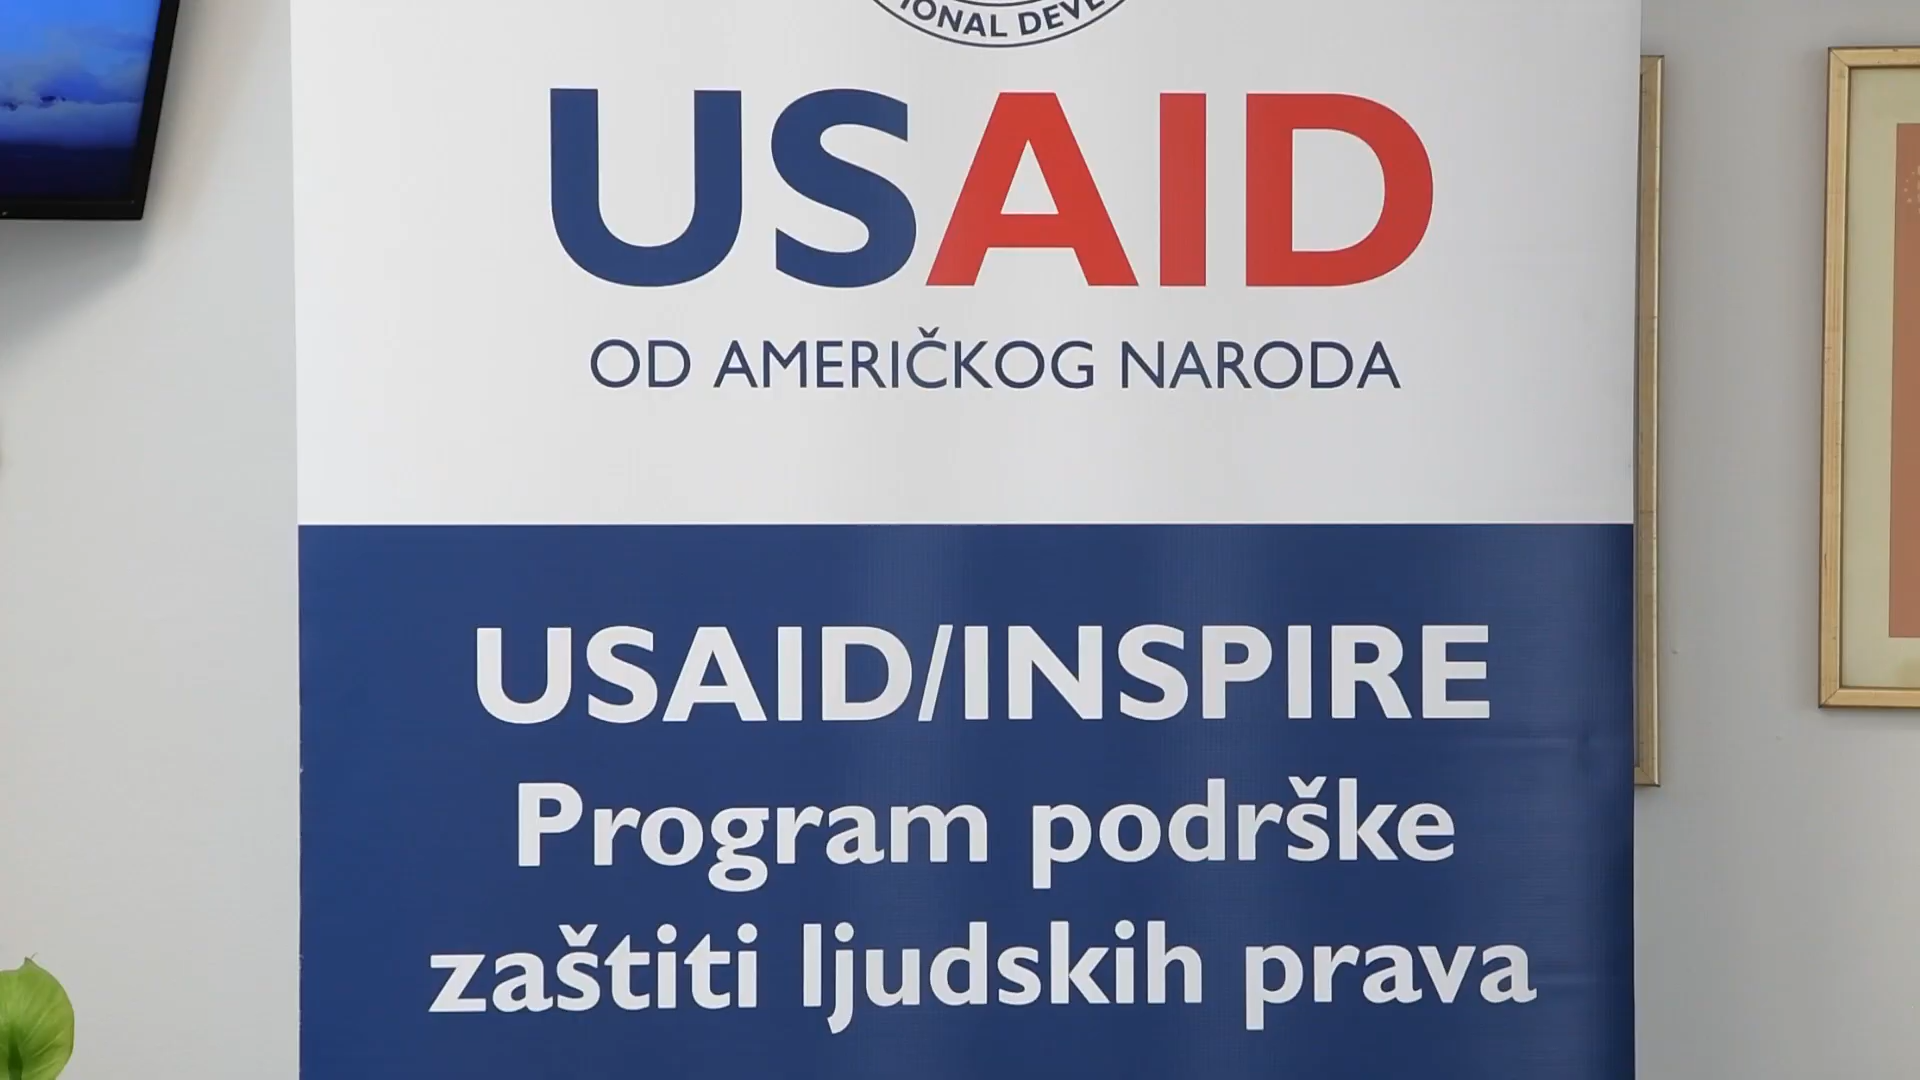 USAID
OD AMERIČKOG NARODA
USAID/INSPIRE
Program podrške
zaštiti ljudskih prava